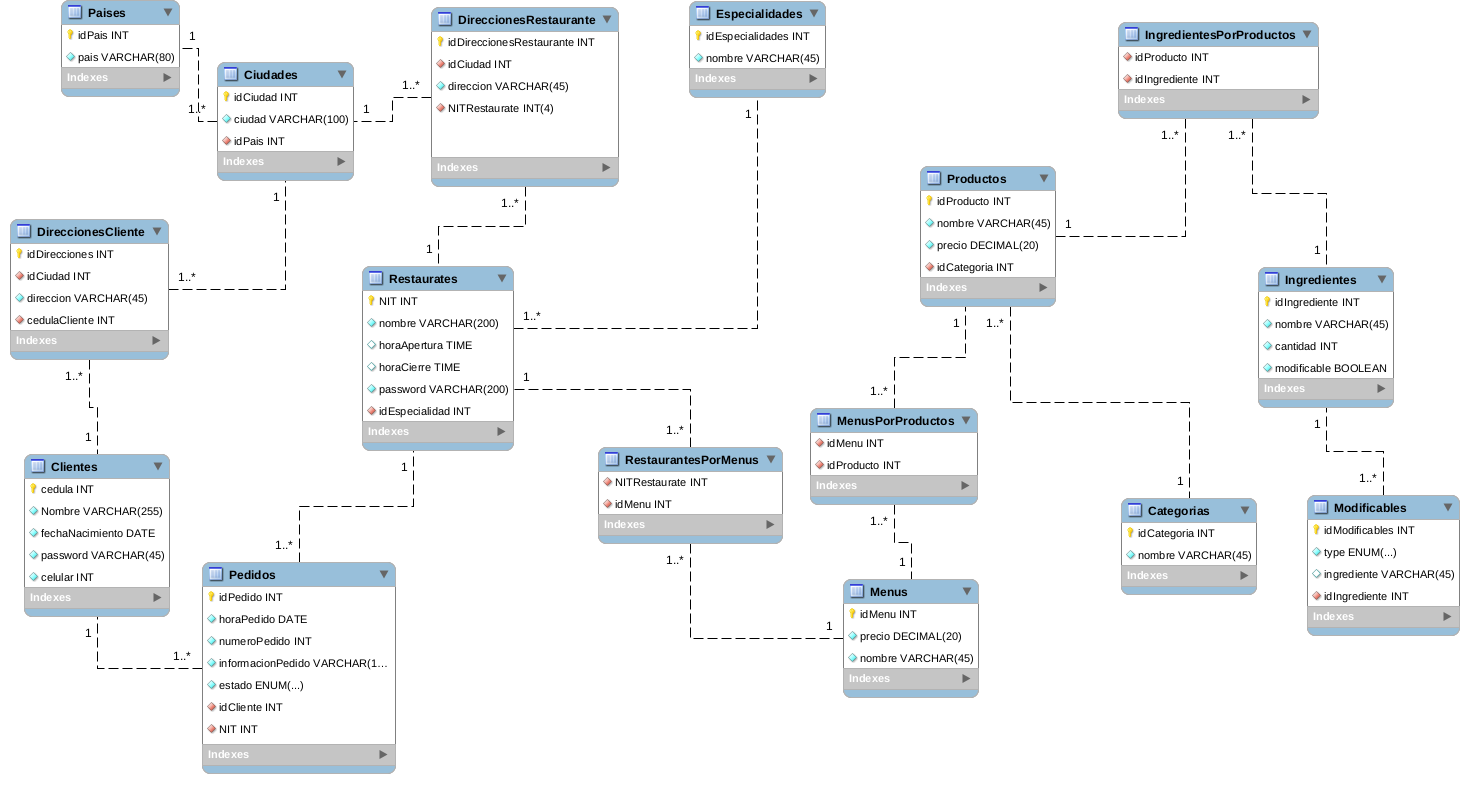 Paises
idPais INT
pais VARCHAR(80)
Indexes
1
1..*
Ciudades
idCiudad INT
ciudad VARCHAR(100)
idPais INT
Indexes
1
1..*
1
1..*
DireccionesRestaurante
idDireccionesRestaurante INT
idCiudad INT
direccion VARCHAR(45)
NITRestaurate INT(4)
Indexes
1..*
1
Especialidades
idEspecialidades INT
nombre VARCHAR(45)
Indexes
1
1..*
IngredientesPorProductos
idProducto INT
idIngrediente INT
Indexes
1..*
1..*
1
1
DireccionesCliente
idDirecciones INT
idCiudad INT
direccion VARCHAR(45)
cedulaCliente INT
Indexes
1..*
1
Restaurates
NIT INT
nombre VARCHAR(200)
horaApertura TIME
horaCierre TIME
password VARCHAR(200)
idEspecialidad INT
Indexes
1
1..*
1
1..*
Productos
idProducto INT
nombre VARCHAR(45)
precio DECIMAL(20)
idCategoria INT
Indexes
1
1..*
1..*
1
Ingredientes
idIngrediente INT
nombre VARCHAR(45)
cantidad INT
modificable BOOLEAN
Indexes
1
1..*
Clientes
cedula INT
Nombre VARCHAR(255)
fechaNacimiento DATE
password VARCHAR(45)
celular INT
Indexes
1
1..*
RestaurantesPorMenus
NITRestaurate INT
idMenu INT
Indexes
1..*
1
MenusPorProductos
idMenu INT
idProducto INT
Indexes
1..*
1
Categorias
idCategoria INT
nombre VARCHAR(45)
Indexes
Modificables
idModificables INT
type ENUM(...)
ingrediente VARCHAR(45)
idIngrediente INT
Indexes
Pedidos
idPedido INT
horaPedido DATE
numeroPedido INT
informacionPedido VARCHAR(1...
estado ENUM(...)
idCliente INT
NIT INT
Indexes
Menus
idMenu INT
precio DECIMAL(20)
nombre VARCHAR(45)
Indexes